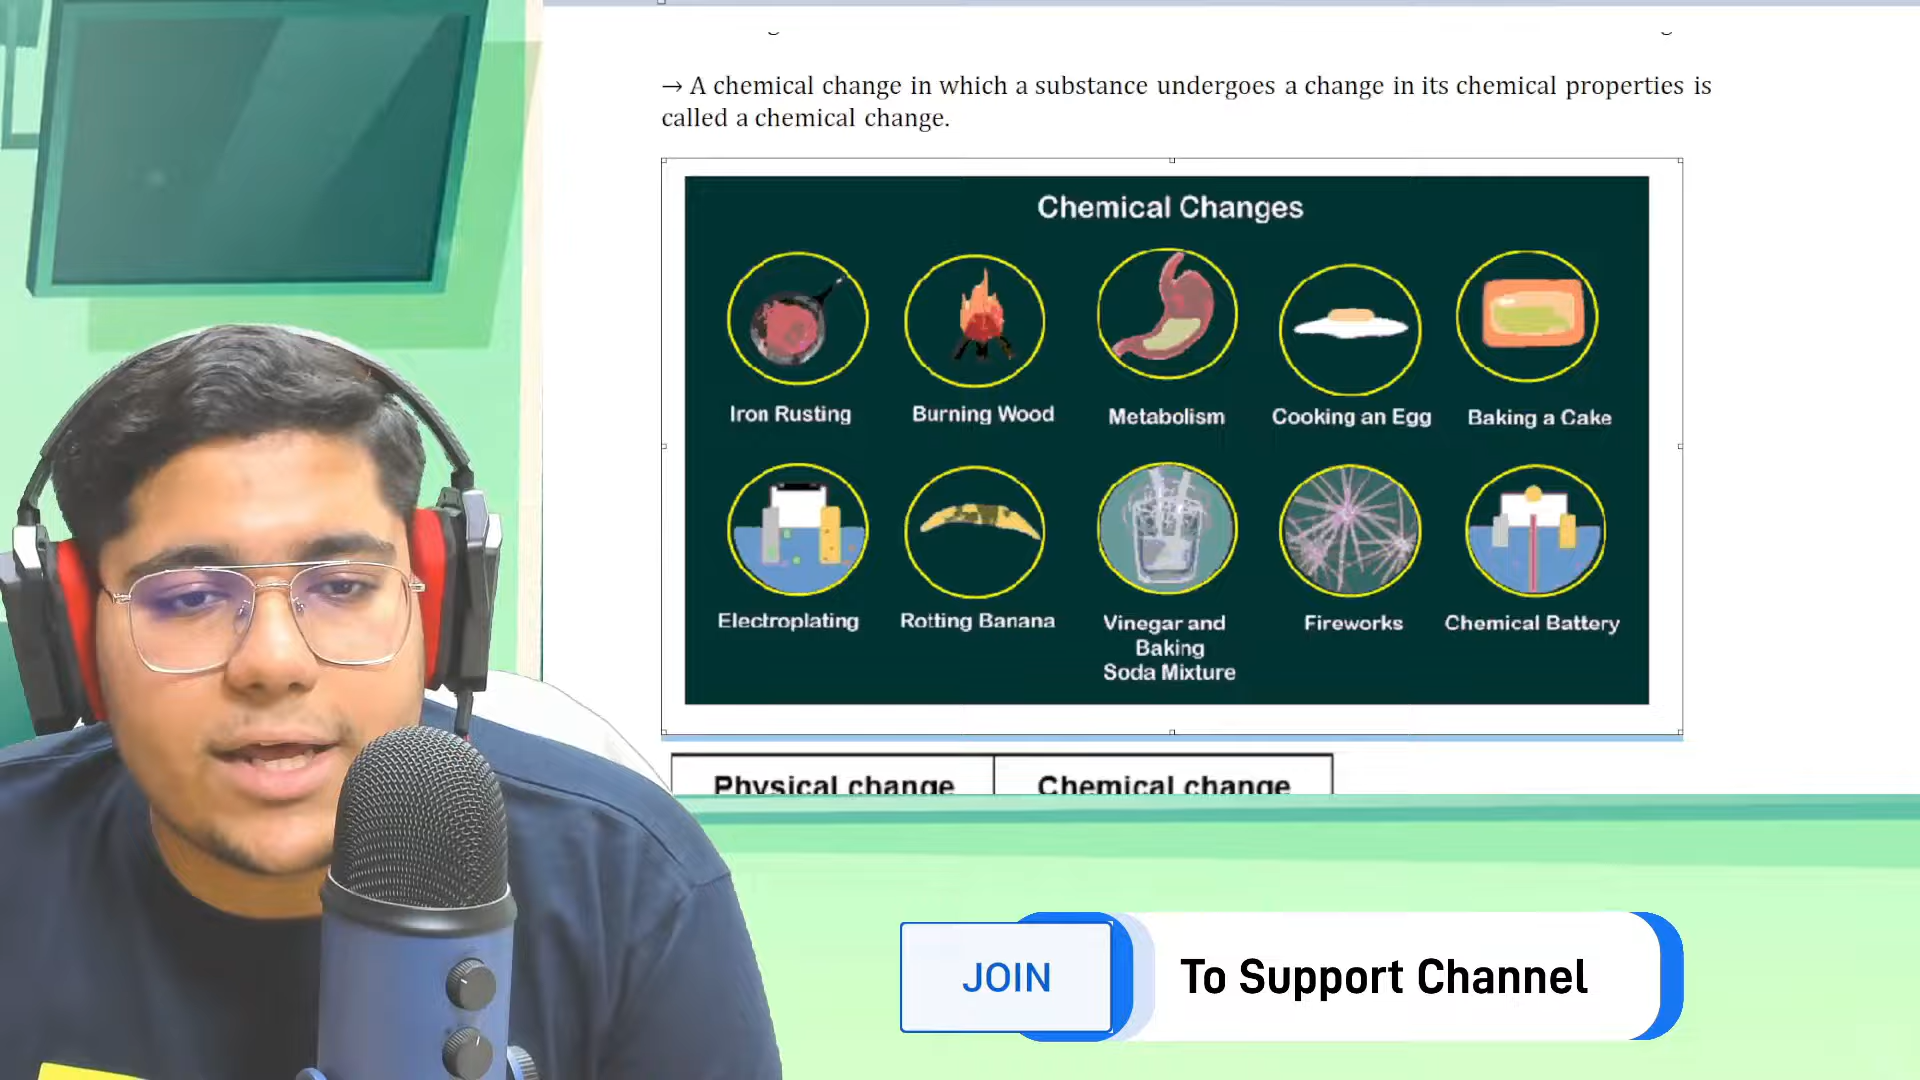 → A chemical change in which a substance undergoes a change in its chemical properties is
called a chemical change.
Chemical Changes
Iron Rusting
Burning Wood
Metabolism
Cooking an Egg
Baking a Cake
Electroplating
Rotting Banana
Vinegar and
Baking
Soda Mixture
Fireworks
Chemical Battery
Physical change
Chemical change
JOIN
To Support Channel